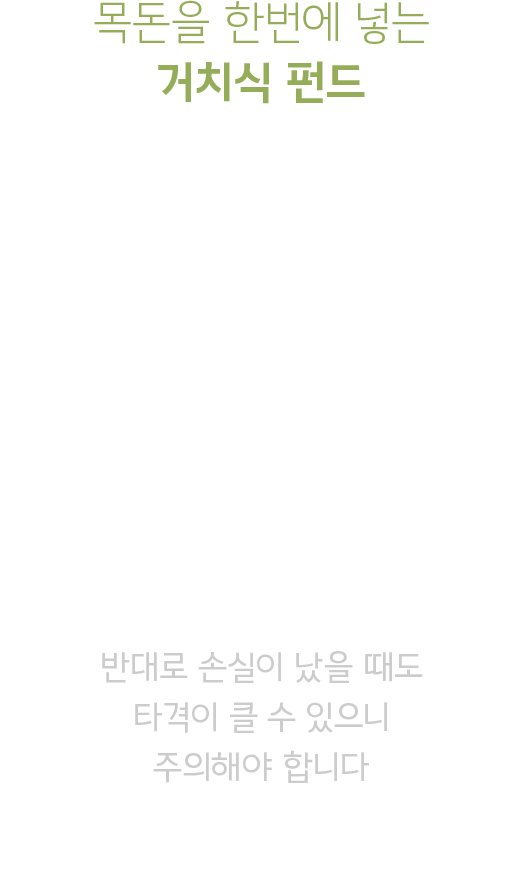 목돈을 한번에 넣는
거치식 펀드
반대로 손실이 났을 때도
타격이 클 수 있으니
주의해야 합니다